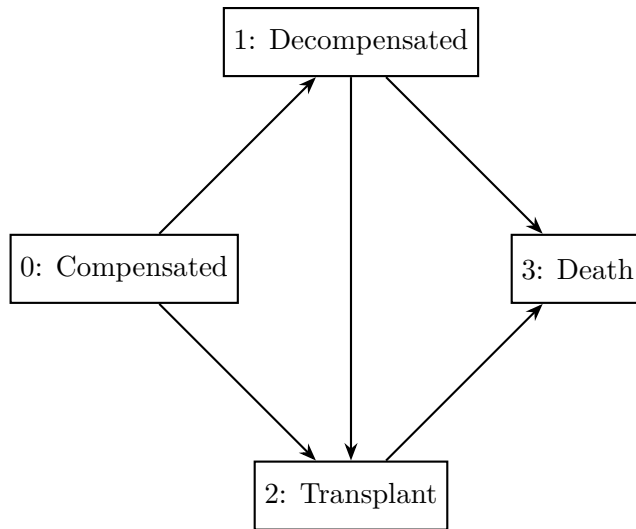 1: Decompensated
0: Compensated
3: Death
2: Transplant